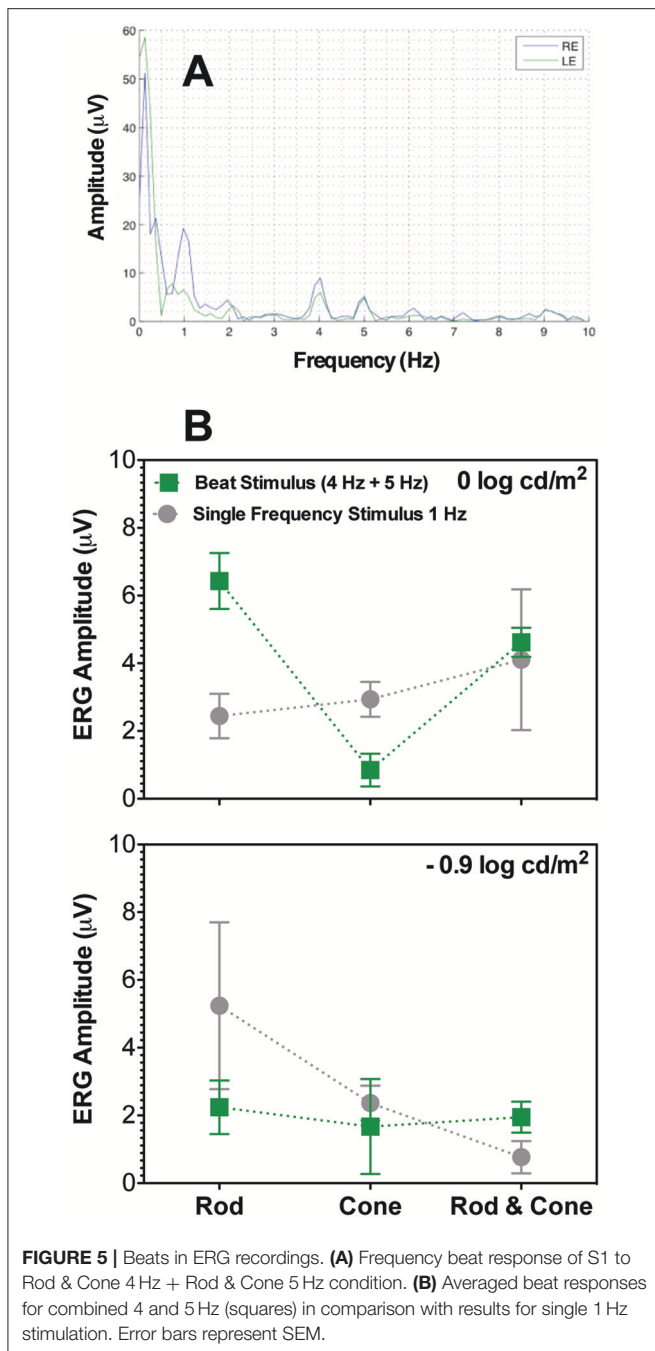 A
RE
LE
60
50
40
30
20
10
0
Amplitude (μV)
0 1 2 3 4 5 6 7 8 9 10
Frequency (Hz)
B
10
8
6
4
2
0
ERG Amplitude (μV)
Beat Stimulus (4 Hz + 5 Hz)
Single Frequency Stimulus 1 Hz
0 log cd/m²
10
8
6
4
2
0
ERG Amplitude (μV)
- 0.9 log cd/m²
Rod Cone Rod & Cone
FIGURE 5 | Beats in ERG recordings. (A) Frequency beat response of S1 to
Rod & Cone 4 Hz + Rod & Cone 5 Hz condition. (B) Averaged beat responses
for combined 4 and 5 Hz (squares) in comparison with results for single 1 Hz
stimulation. Error bars represent SEM.